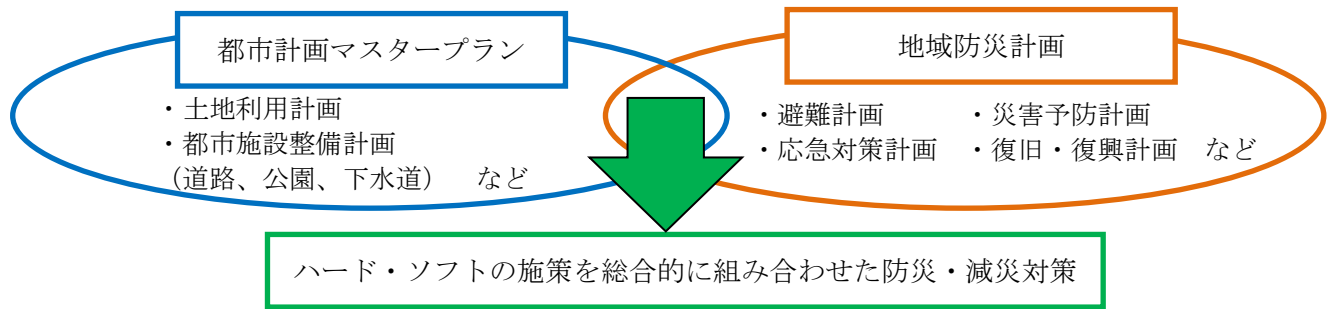 都市計画マスタープラン
・土地利用計画
・都市施設整備計画
(道路、公園、下水道)　など
地域防災計画
・避難計画　・災害予防計画
・応急対策計画　・復旧・復興計画　など
ハード・ソフトの施策を総合的に組み合わせた防災・減災対策